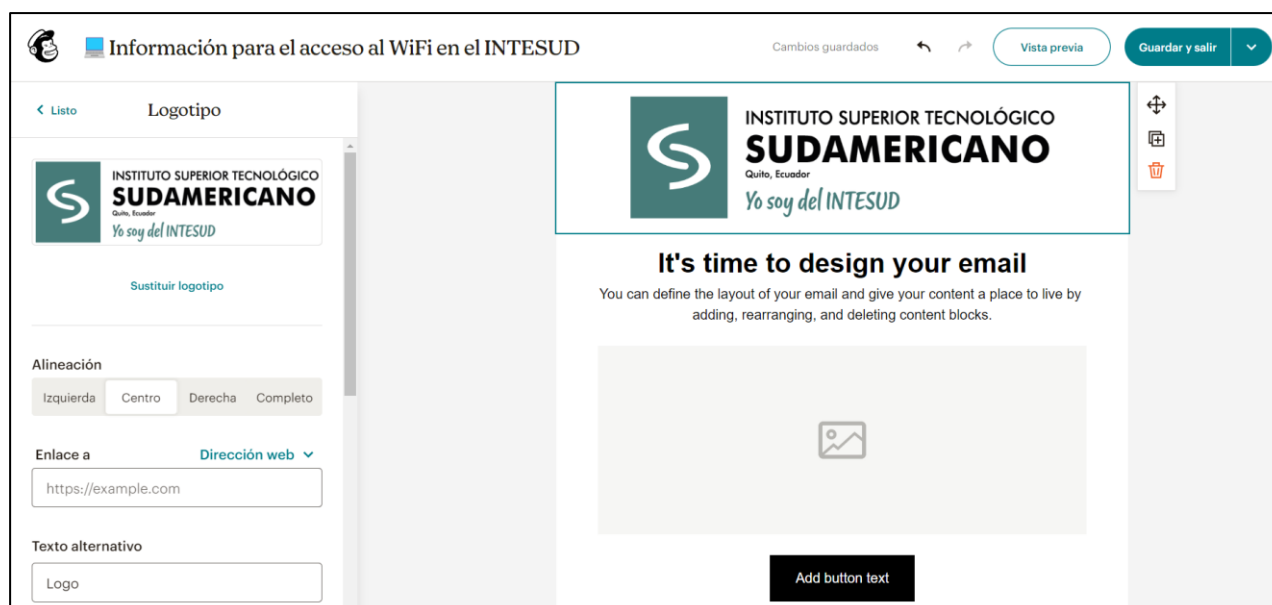 Información para el acceso al WiFi en el INTESUD
Cambios guardados
Vista previa
Guardar y salir
Listo
Logotipo
INSTITUTO SUPERIOR TECNOLÓGICO
SUDAMERICANO
Quito, Ecuador
Yo soy del INTESUD
Sustituir logotipo
Alineación
Izquierda Centro Derecha Completo
Enlace a Dirección web
https://example.com
Texto alternativo
Logo
INSTITUTO SUPERIOR TECNOLÓGICO
SUDAMERICANO
Quito, Ecuador
Yo soy del INTESUD
It's time to design your email
You can define the layout of your email and give your content a place to live by
adding, rearranging, and deleting content blocks.
Add button text